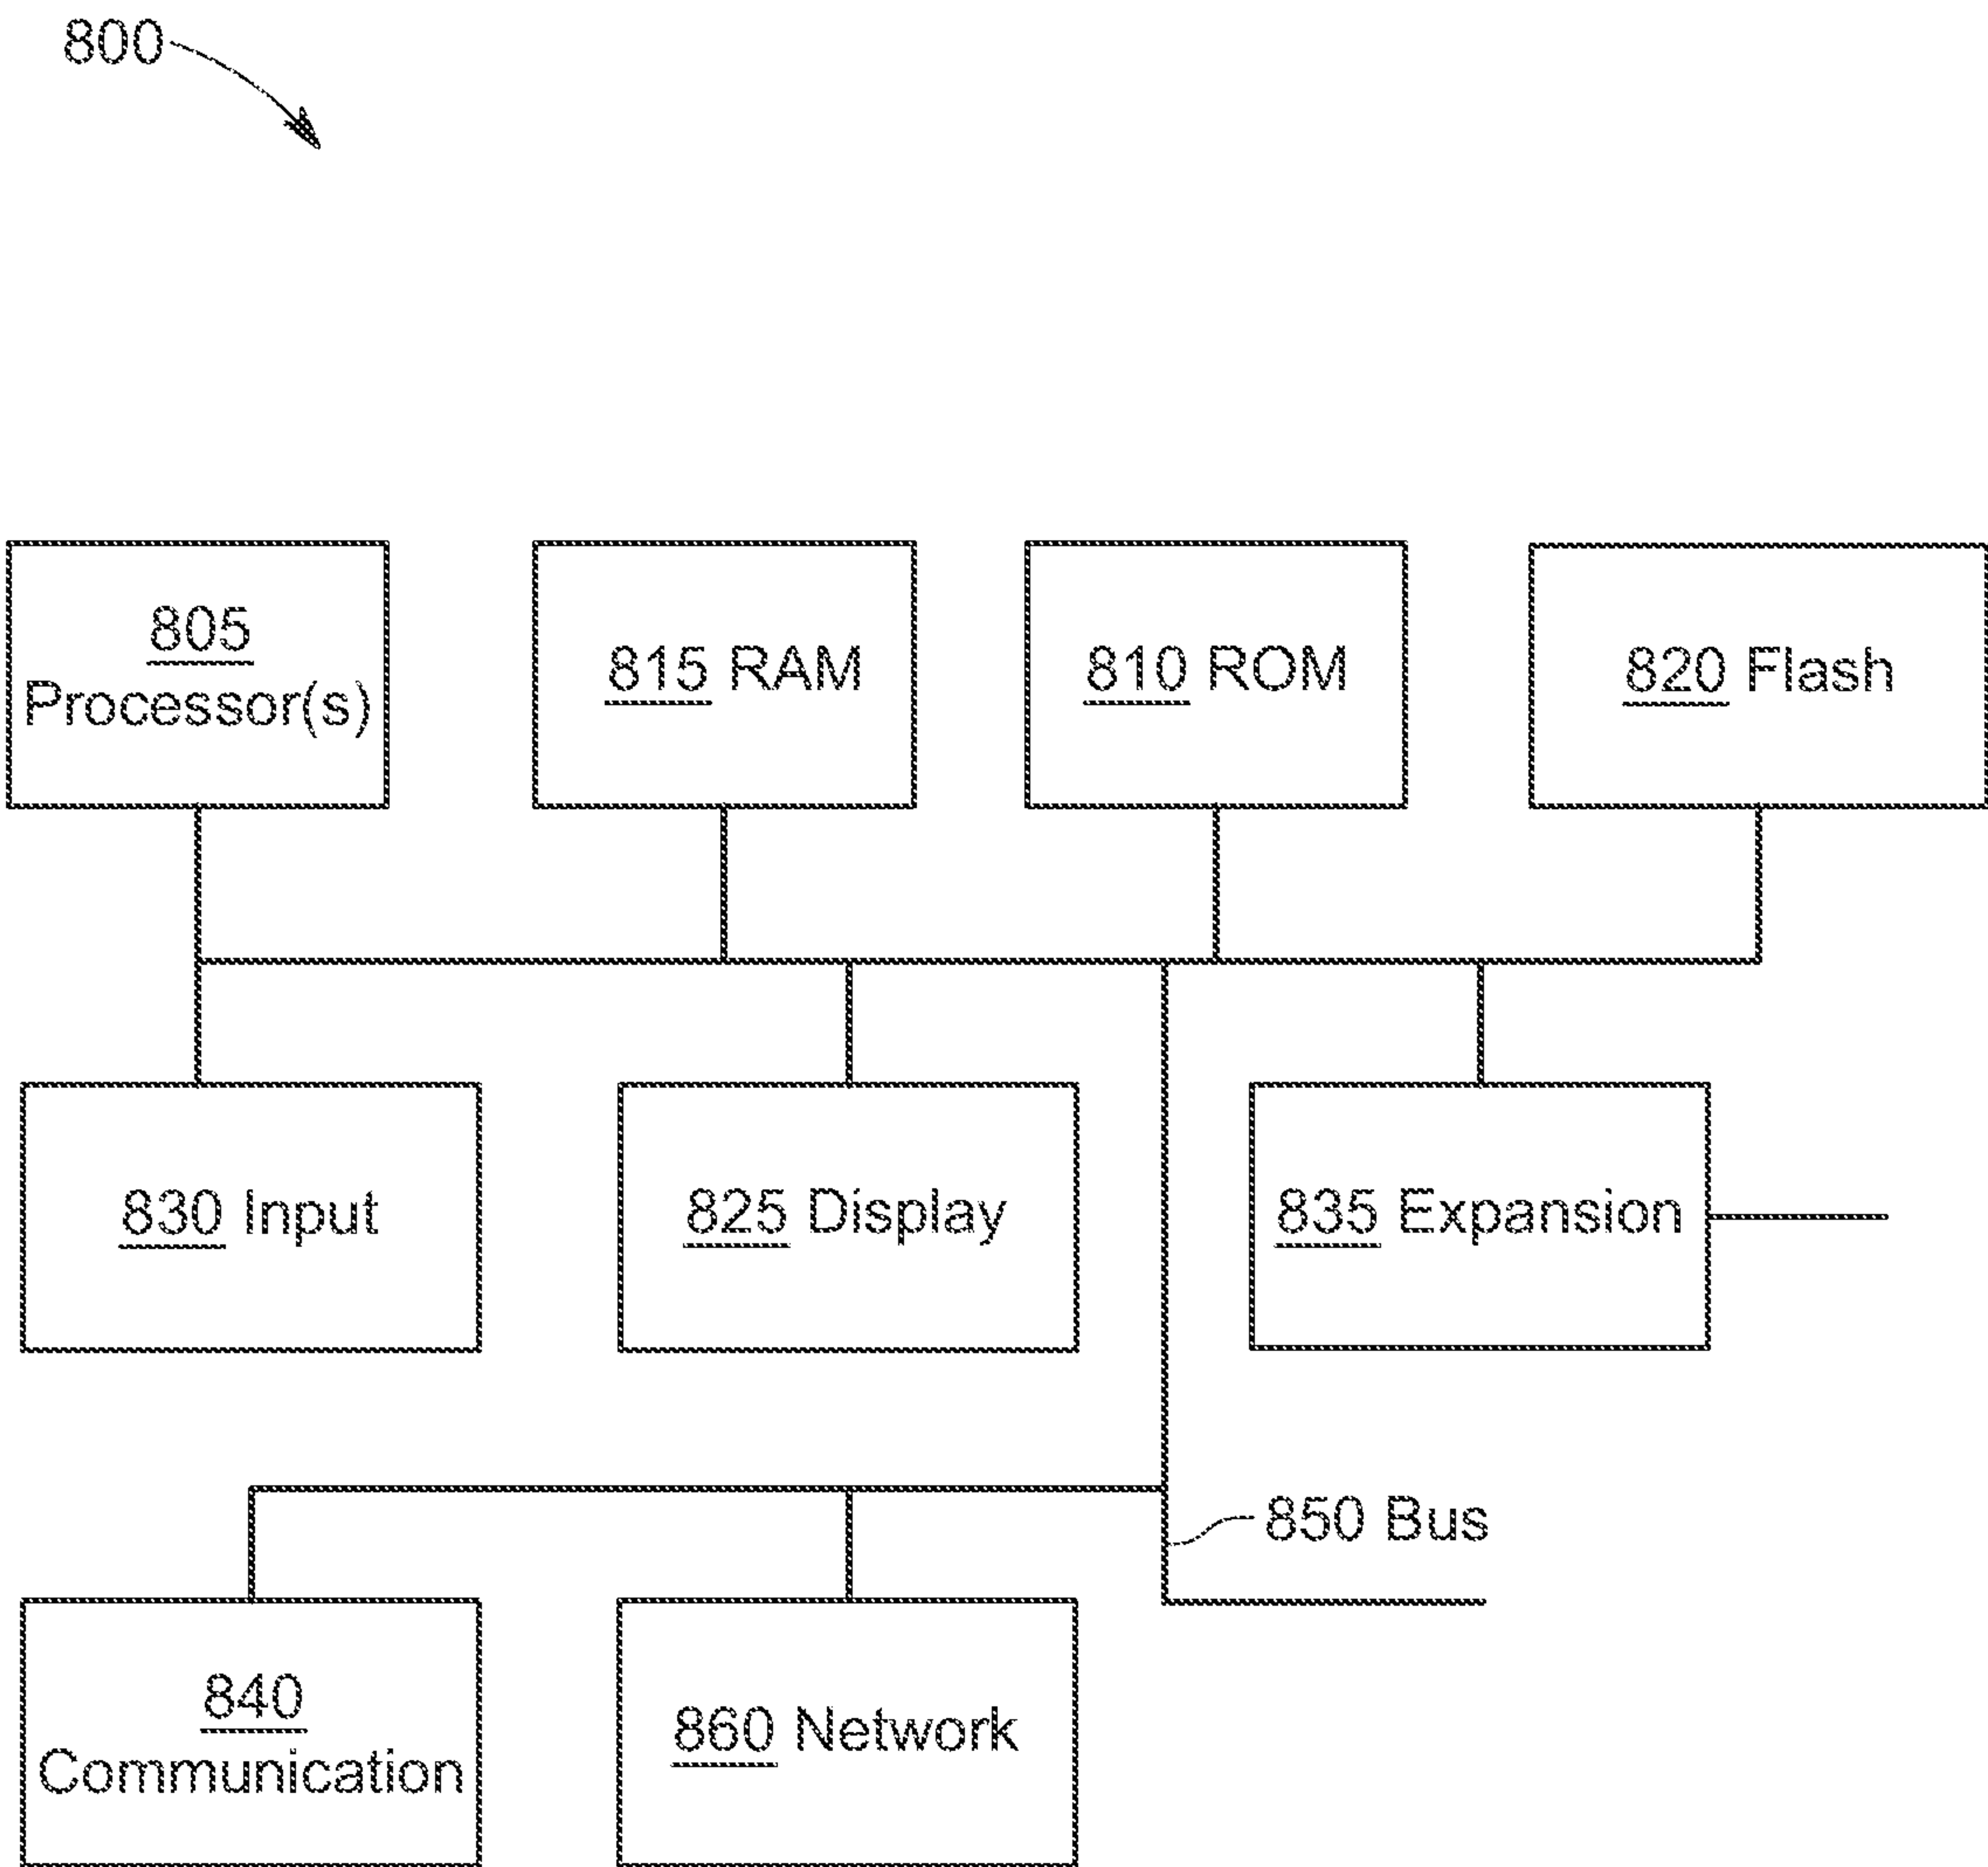 800
805
Processor(s)
815 RAM
810 ROM
820 Flash
830 Input
825 Display
835 Expansion
850 Bus
840
Communication
860 Network